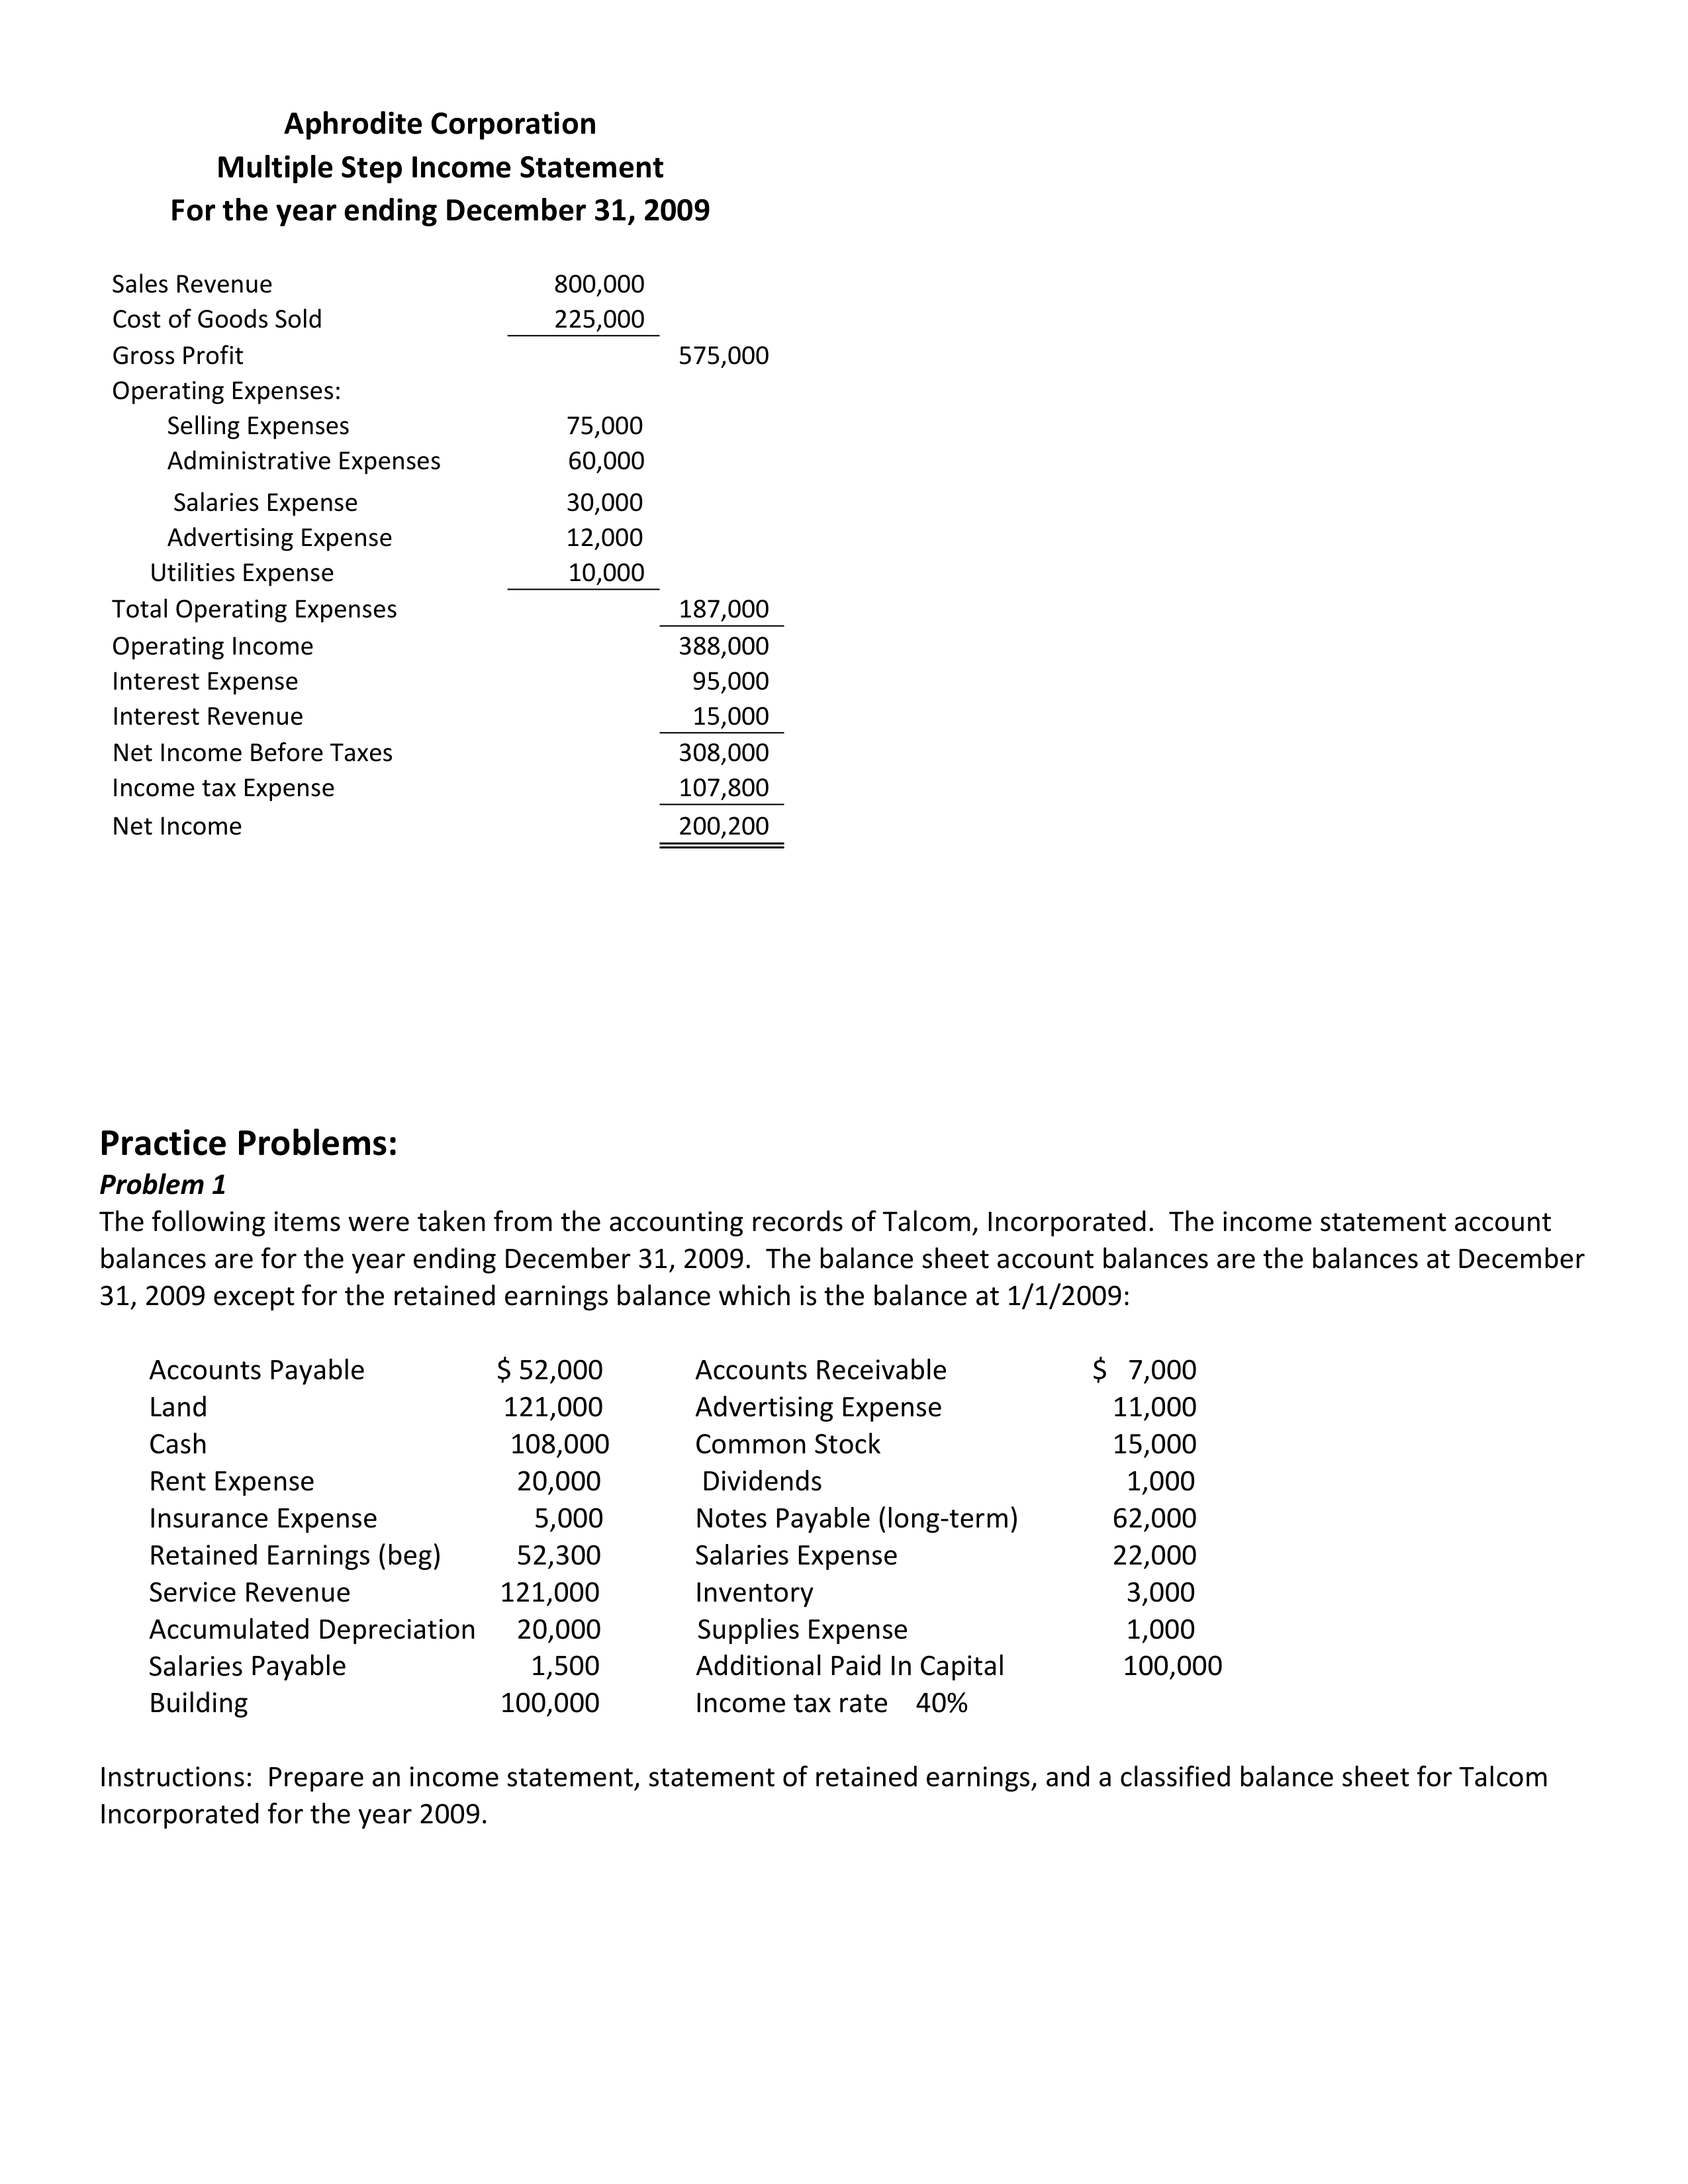 Aphrodite Corporation
Multiple Step Income Statement
For the year ending December 31, 2009
Sales Revenue 800,000
Cost of Goods Sold 225,000
Gross Profit 575,000
Operating Expenses:
Selling Expenses 75,000
Administrative Expenses 60,000
Salaries Expense 30,000
Advertising Expense 12,000
Utilities Expense 10,000
Total Operating Expenses 187,000
Operating Income 388,000
Interest Expense 95,000
Interest Revenue 15,000
Net Income Before Taxes 308,000
Income tax Expense 107,800
Net Income 200,200
Practice Problems:
Problem 1
The following items were taken from the accounting records of Talcom, Incorporated. The income statement account
balances are for the year ending December 31, 2009. The balance sheet account balances are the balances at December
31, 2009 except for the retained earnings balance which is the balance at 1/1/2009:
Accounts Payable $ 52,000 Accounts Receivable $ 7,000
Land 121,000 Advertising Expense 11,000
Cash 108,000 Common Stock 15,000
Rent Expense 20,000 Dividends 1,000
Insurance Expense 5,000 Notes Payable (long-term) 62,000
Retained Earnings (beg) 52,300 Salaries Expense 22,000
Service Revenue 121,000 Inventory 3,000
Accumulated Depreciation 20,000 Supplies Expense 1,000
Salaries Payable 1,500 Additional Paid In Capital 100,000
Building 100,000 Income tax rate 40%
Instructions: Prepare an income statement, statement of retained earnings, and a classified balance sheet for Talcom
Incorporated for the year 2009.